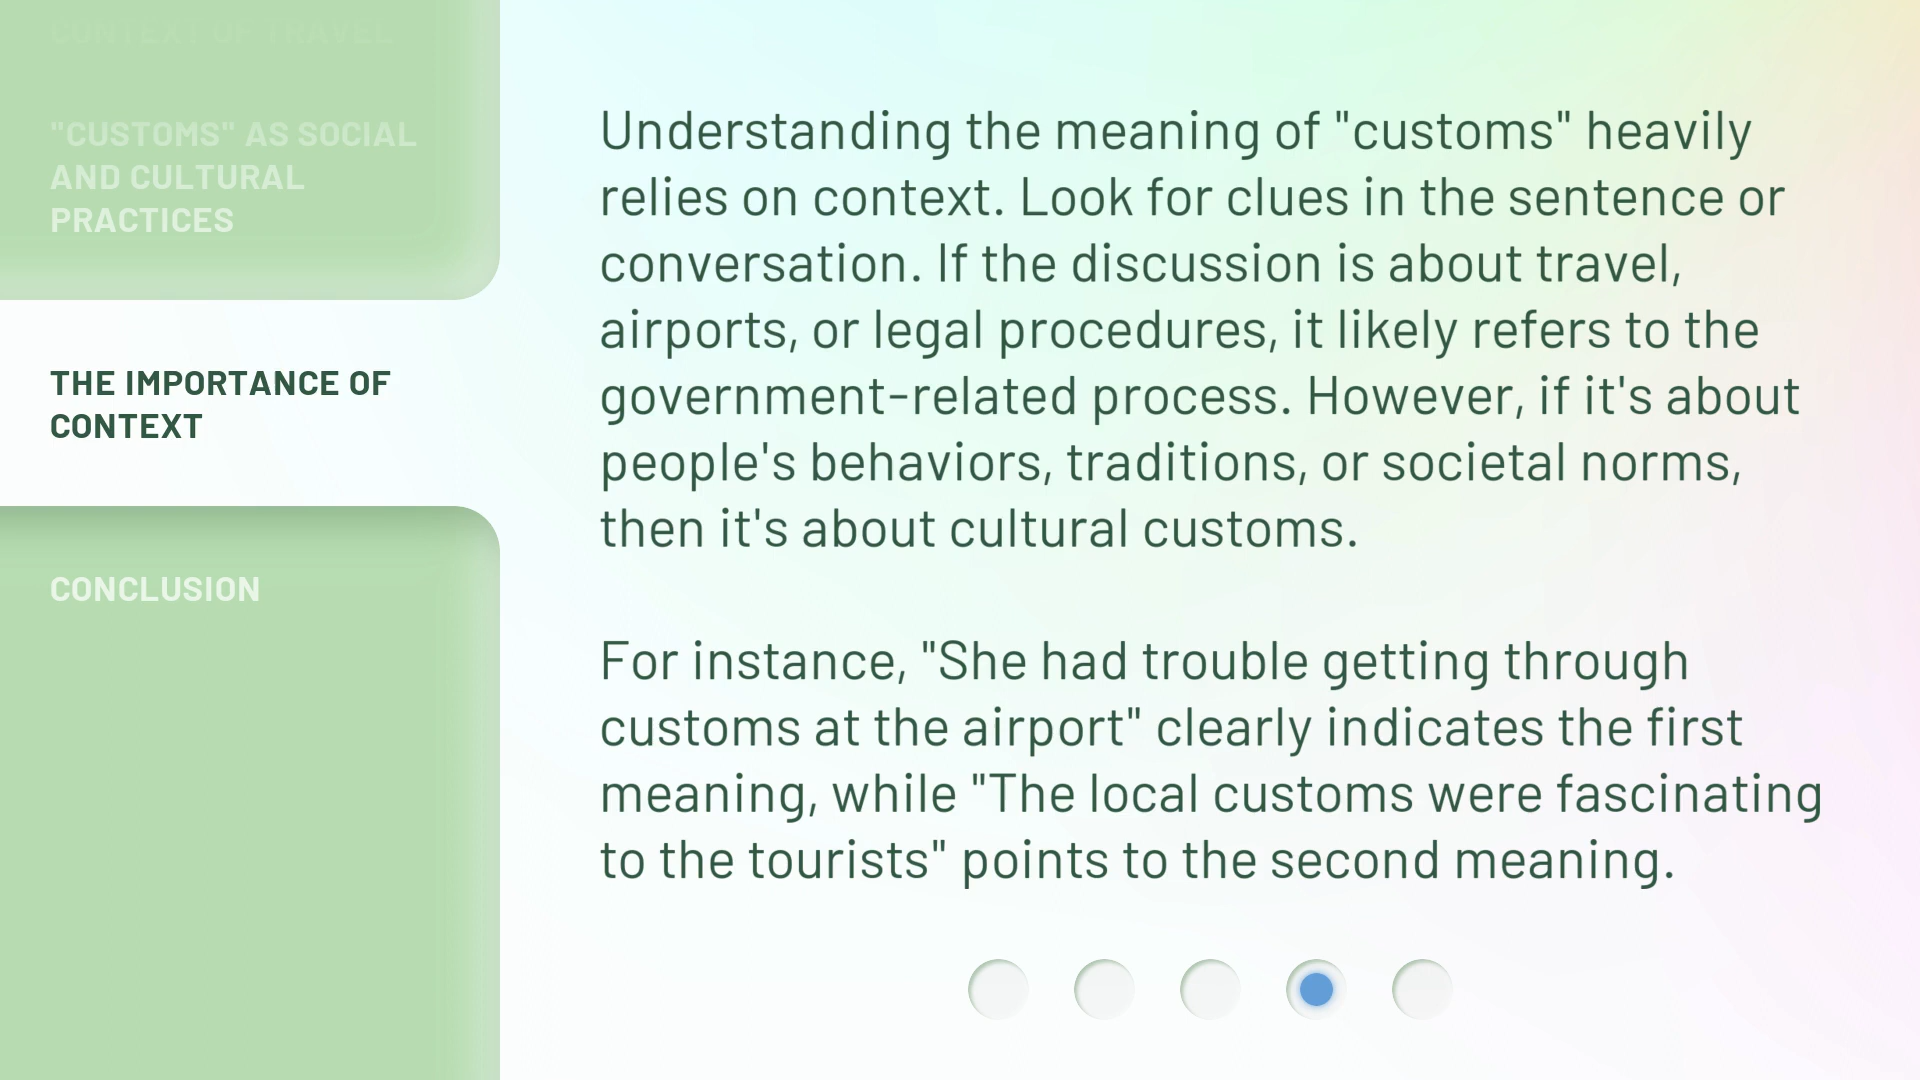 CONTEXT OF TRAVEL
"CUSTOMS" AS SOCIAL
AND CULTURAL
PRACTICES
THE IMPORTANCE OF
CONTEXT
CONCLUSION
Understanding the meaning of "customs" heavily
relies on context. Look for clues in the sentence or
conversation. If the discussion is about travel,
airports, or legal procedures, it likely refers to the
government-related process. However, if it's about
people's behaviors, traditions, or societal norms,
then it's about cultural customs.
For instance, "She had trouble getting through
customs at the airport" clearly indicates the first
meaning, while "The local customs were fascinating
to the tourists" points to the second meaning.